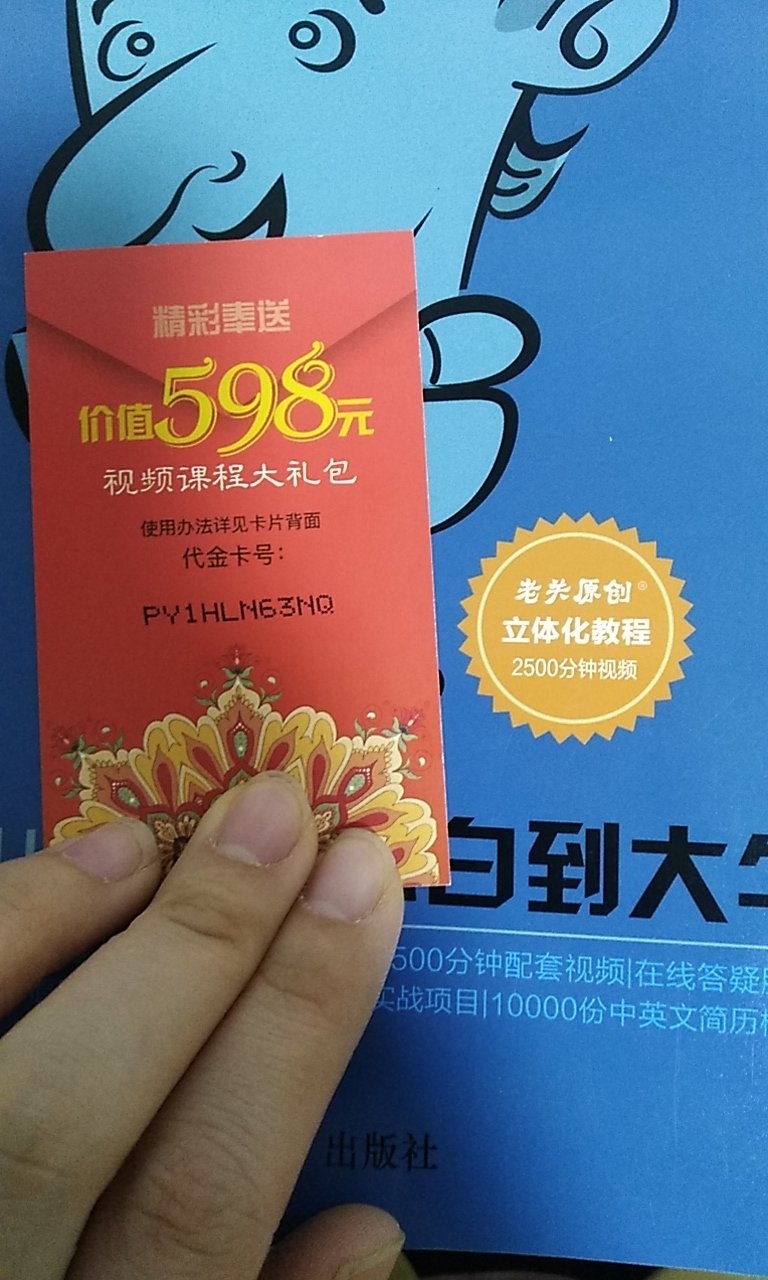 精彩奉送
价值598元
视频课程大礼包
使用办法详见卡片背面
代金卡号：
PY1HLN63NQ
老关原创®
立体化教程
2500分钟视频
白到大
500分钟配套视频|在线答疑
实战项目|10000份中英文简历
出版社